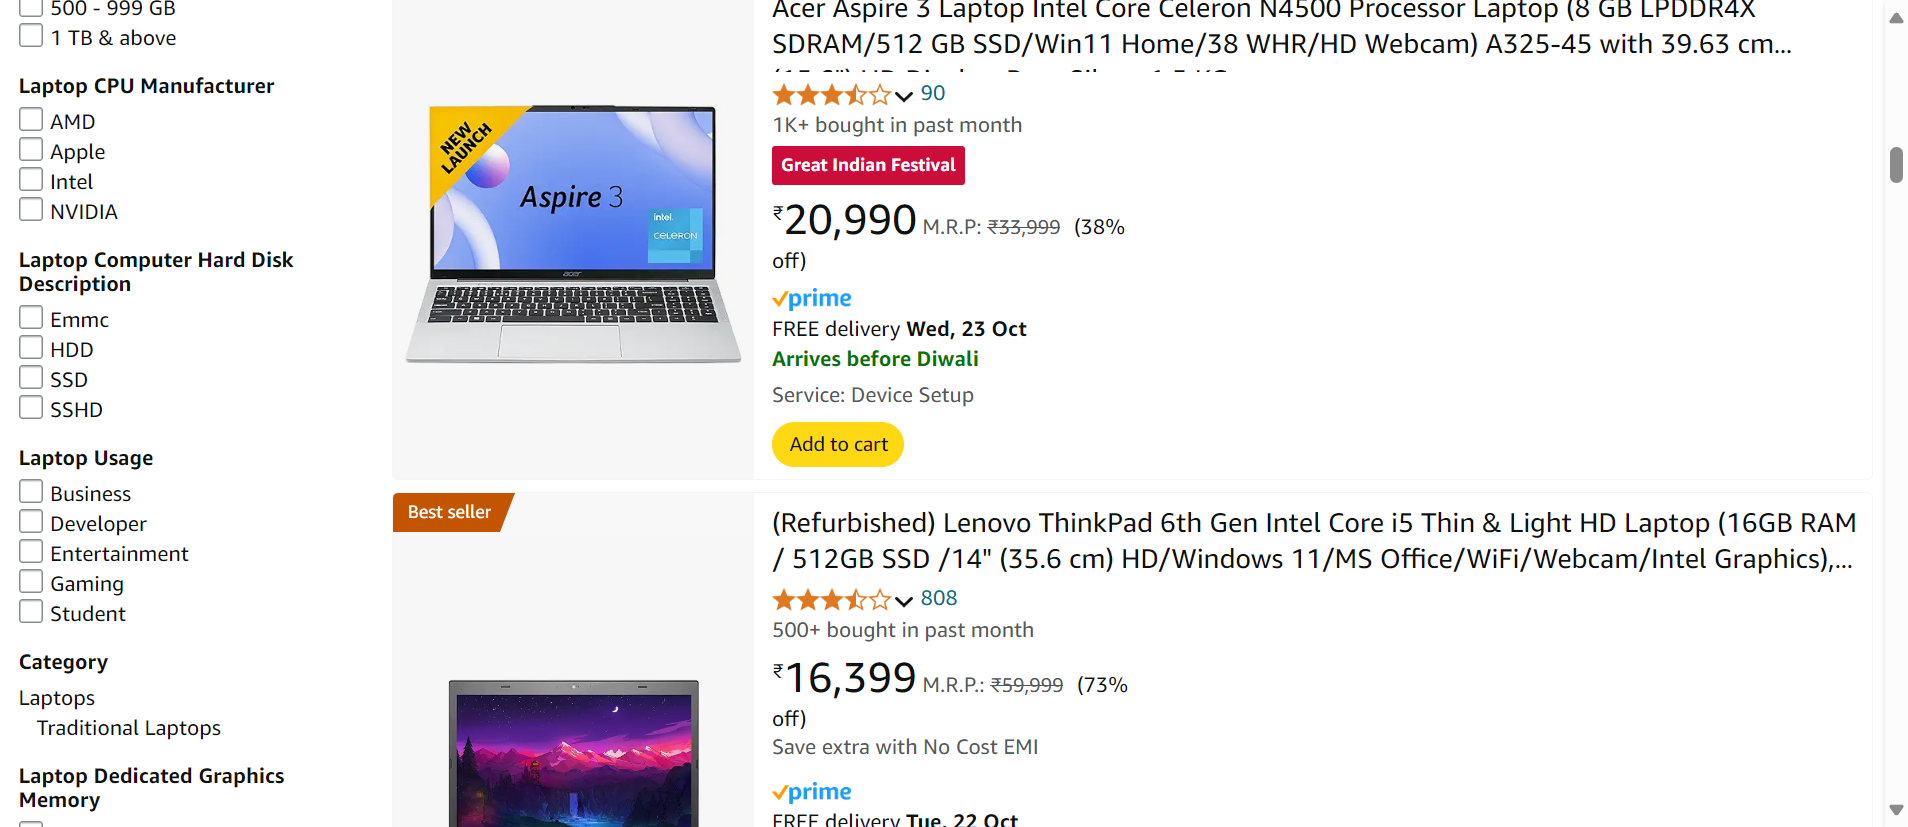 500 - 999 GB
1 TB & above
Laptop CPU Manufacturer
AMD
Apple
Intel
NVIDIA
Laptop Computer Hard Disk
Description
Emmc
HDD
SSD
SSHD
Laptop Usage
Business
Developer
Entertainment
Gaming
Student
Category
Laptops
Traditional Laptops
Laptop Dedicated Graphics
Memory
NEW
LAUNCH
Aspire 3
intel.
CELERON
acer
Acer Aspire 3 Laptop Intel Core Celeron N4500 Processor Laptop (8 GB LPDDR4X
SDRAM/512 GB SSD/Win11 Home/38 WHR/HD Webcam) A325-45 with 39.63 cm...
90
1K+ bought in past month
Great Indian Festival
₹20,990 M.R.P: ₹33,999 (38%
off)
prime
FREE delivery Wed, 23 Oct
Arrives before Diwali
Service: Device Setup
Add to cart
Best seller
(Refurbished) Lenovo ThinkPad 6th Gen Intel Core i5 Thin & Light HD Laptop (16GB RAM
/ 512GB SSD /14" (35.6 cm) HD/Windows 11/MS Office/WiFi/Webcam/Intel Graphics),...
808
500+ bought in past month
₹16,399 M.R.P.: ₹59,999 (73%
off)
Save extra with No Cost EMI
prime
FREE delivery Tue, 22 Oct